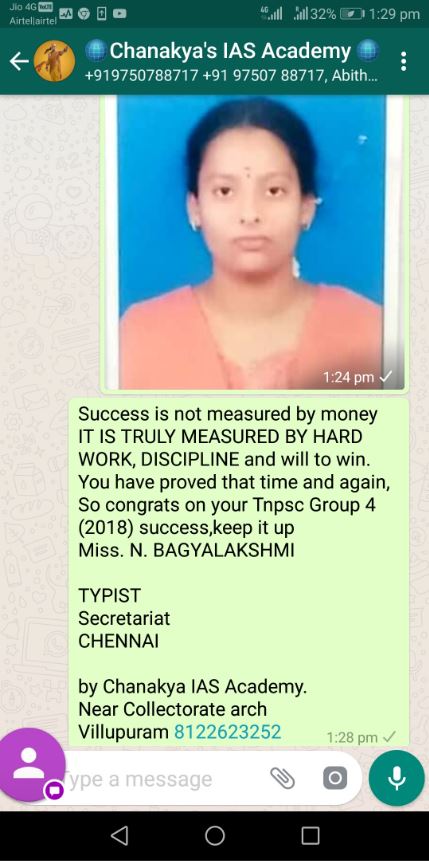 Jio 4G VoLTE
Airtel|airtel
4G
32%
1:29 pm
Chanakya's IAS Academy
+919750788717 +91 97507 88717, Abith...
1:24 pm
Success is not measured by money
IT IS TRULY MEASURED BY HARD
WORK, DISCIPLINE and will to win.
You have proved that time and again,
So congrats on your Tnpsc Group 4
(2018) success,keep it up
Miss. N. BAGYALAKSHMI
TYPIST
Secretariat
CHENNAI
by Chanakya IAS Academy.
Near Collectorate arch
Villupuram 8122623252
1:28 pm
Type a message